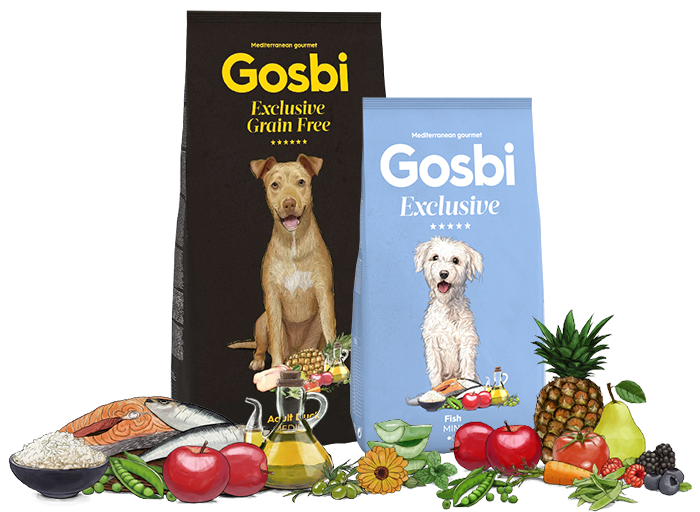 Mediterranean gourmet
Gosbi
Exclusive
Grain Free
Mediterranean gourmet
Gosbi
Exclusive
Fish